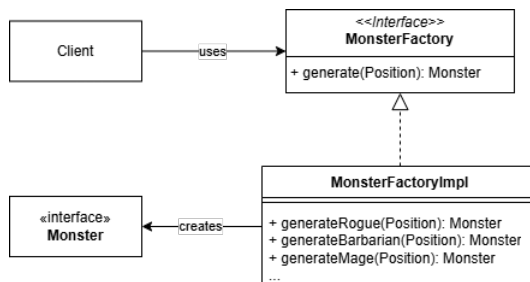 <<Interface>>
MonsterFactory
Client
uses
+ generate(Position): Monster
MonsterFactoryImpl
«interface»
Monster
creates
+ generateRogue(Position): Monster
+ generateBarbarian(Position): Monster
+ generateMage(Position): Monster
...